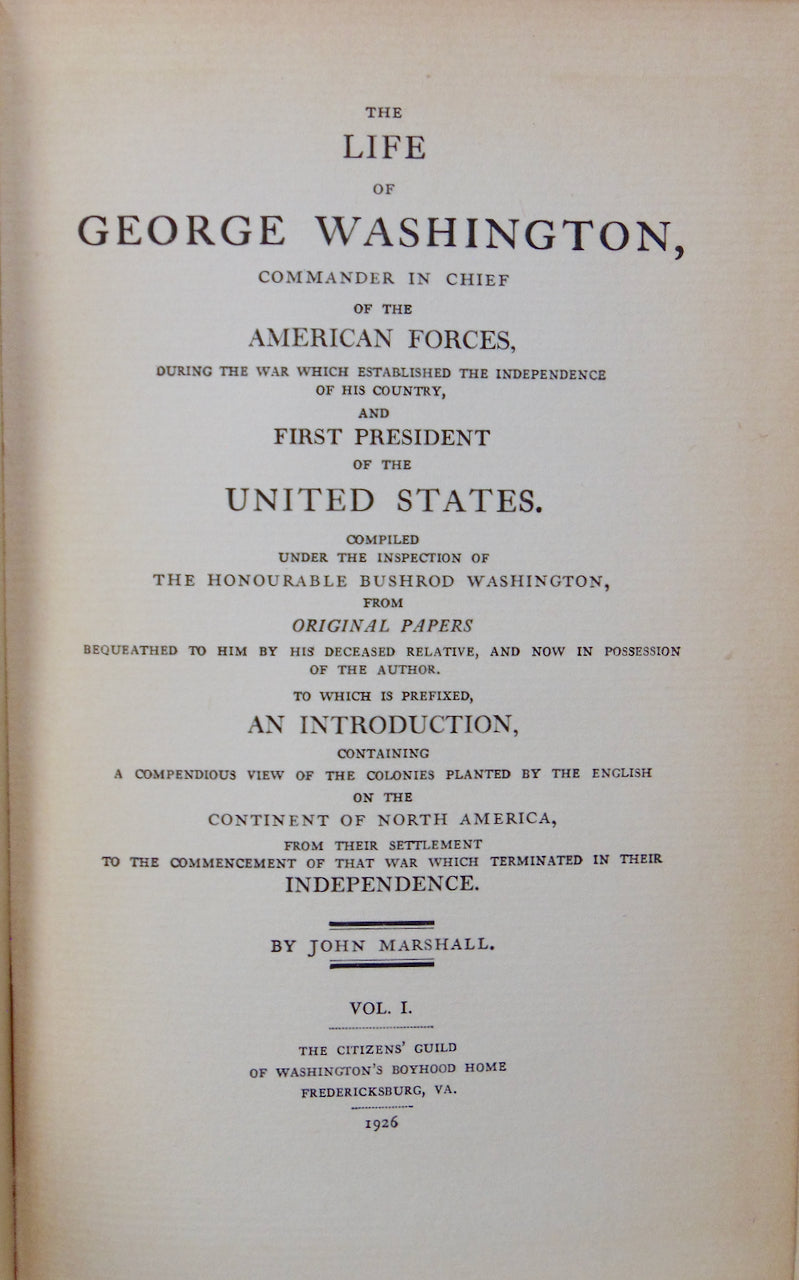 THE
LIFE
OF
GEORGE WASHINGTON,
COMMANDER IN CHIEF
OF THE
AMERICAN FORCES,
DURING THE WAR WHICH ESTABLISHED THE INDEPENDENCE
OF HIS COUNTRY,
AND
FIRST PRESIDENT
OF THE
UNITED STATES.
COMPILED
UNDER THE INSPECTION OF
THE HONOURABLE BUSHROD WASHINGTON,
FROM
ORIGINAL PAPERS
BEQUEATHED TO HIM BY HIS DECEASED RELATIVE, AND NOW IN POSSESSION
OF THE AUTHOR.
TO WHICH IS PREFIXED,
AN INTRODUCTION,
CONTAINING
A COMPENDIOUS VIEW OF THE COLONIES PLANTED BY THE ENGLISH
ON THE
CONTINENT OF NORTH AMERICA,
FROM THEIR SETTLEMENT
TO THE COMMENCEMENT OF THAT WAR WHICH TERMINATED IN THEIR
INDEPENDENCE.
BY JOHN MARSHALL.
VOL. I.
THE CITIZENS' GUILD
OF WASHINGTON'S BOYHOOD HOME
FREDERICKSBURG, VA.
1926